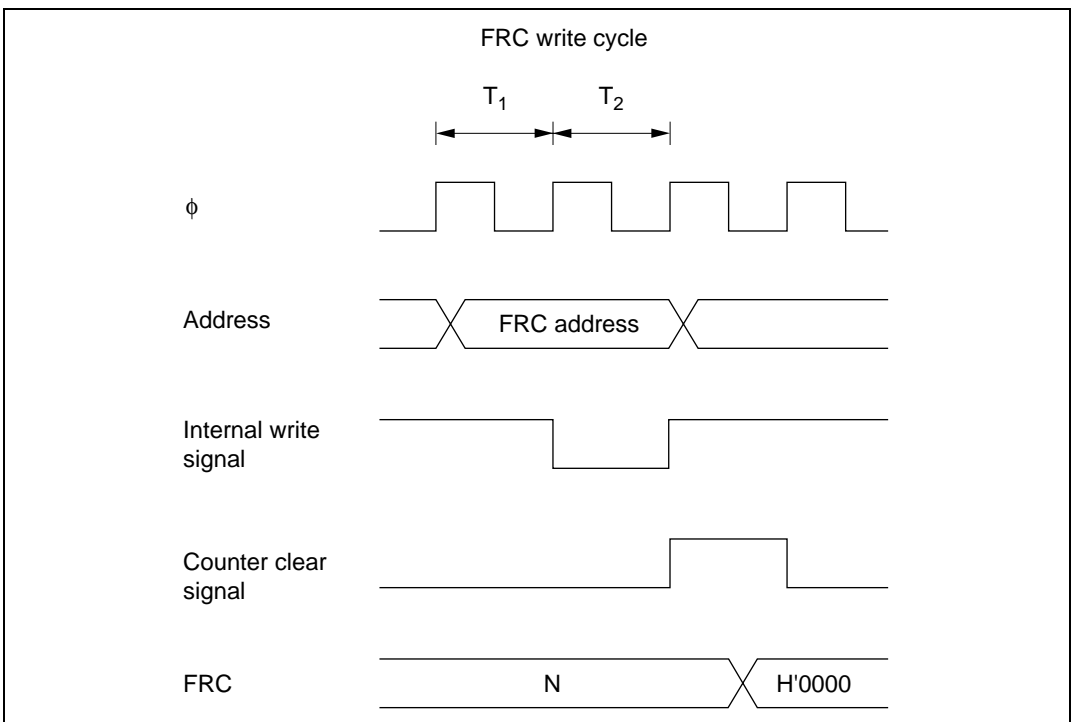 FRC write cycle
T1 T2
ϕ
Address
FRC address
Internal write
signal
Counter clear
signal
FRC
N
H'0000